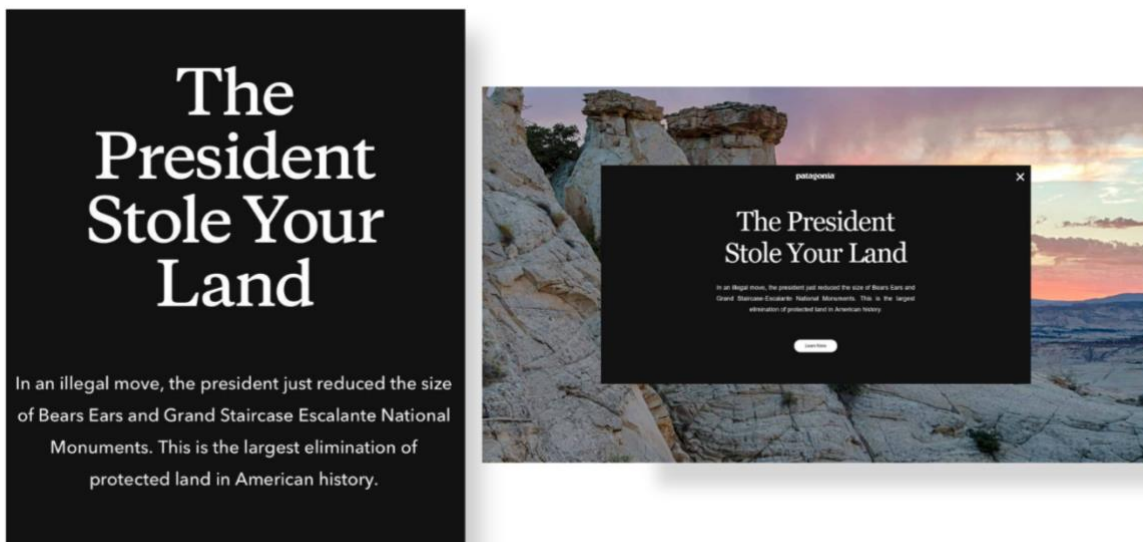 The
President
Stole Your
Land
In an illegal move, the president just reduced the size
of Bears Ears and Grand Staircase Escalante National
Monuments. This is the largest elimination of
protected land in American history.
patagonia
The President
Stole Your Land
In an illegal move, the president just reduced the size of Bears Ears and
Grand Staircase-Escalante National Monuments. This is the largest
elimination of protected land in American history.
Learn More